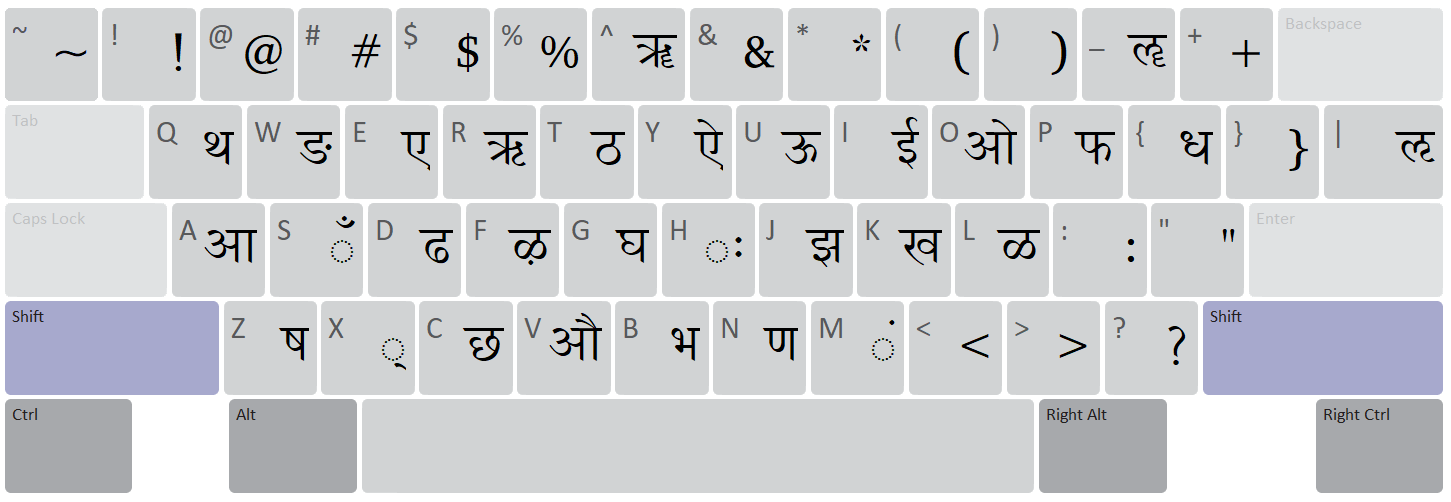 ~ ~ ! ! @ @ # # $ $ % % ^ ॠ & & * * ( ( ) ) _ ॡ + + Backspace
Tab Q थ W ङ E ए R ऋ T ठ Y ऐ U ऊ I ई O ओ P फ { ध } } | ऌ
Caps Lock A आ S ँ D ढ F ऴ G घ H ः J झ K ख L ळ : : " " Enter
Shift Z ष X ् C छ V औ B भ N ण M ं < < > > ? ? Shift
Ctrl Alt Right Alt Right Ctrl